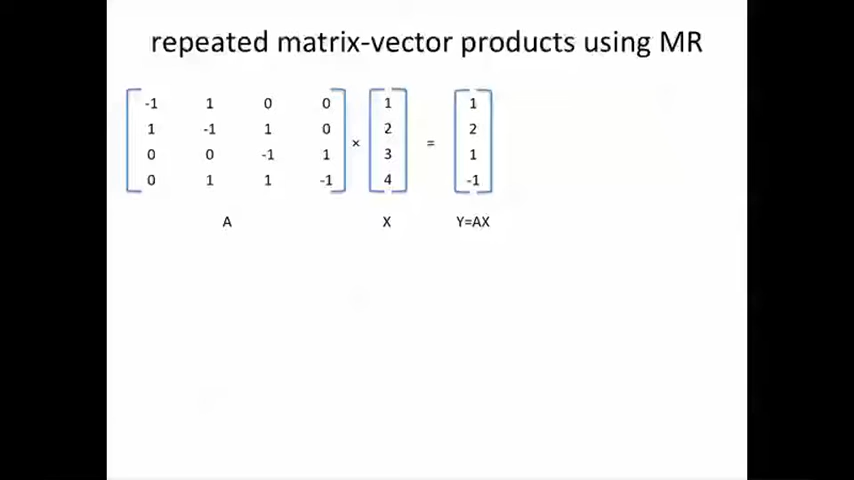 repeated matrix-vector products using MR
-1 1 0 0 1 1
1 -1 1 0 2 2
× =
0 0 -1 1 3 1
0 1 1 -1 4 -1
A X Y=AX